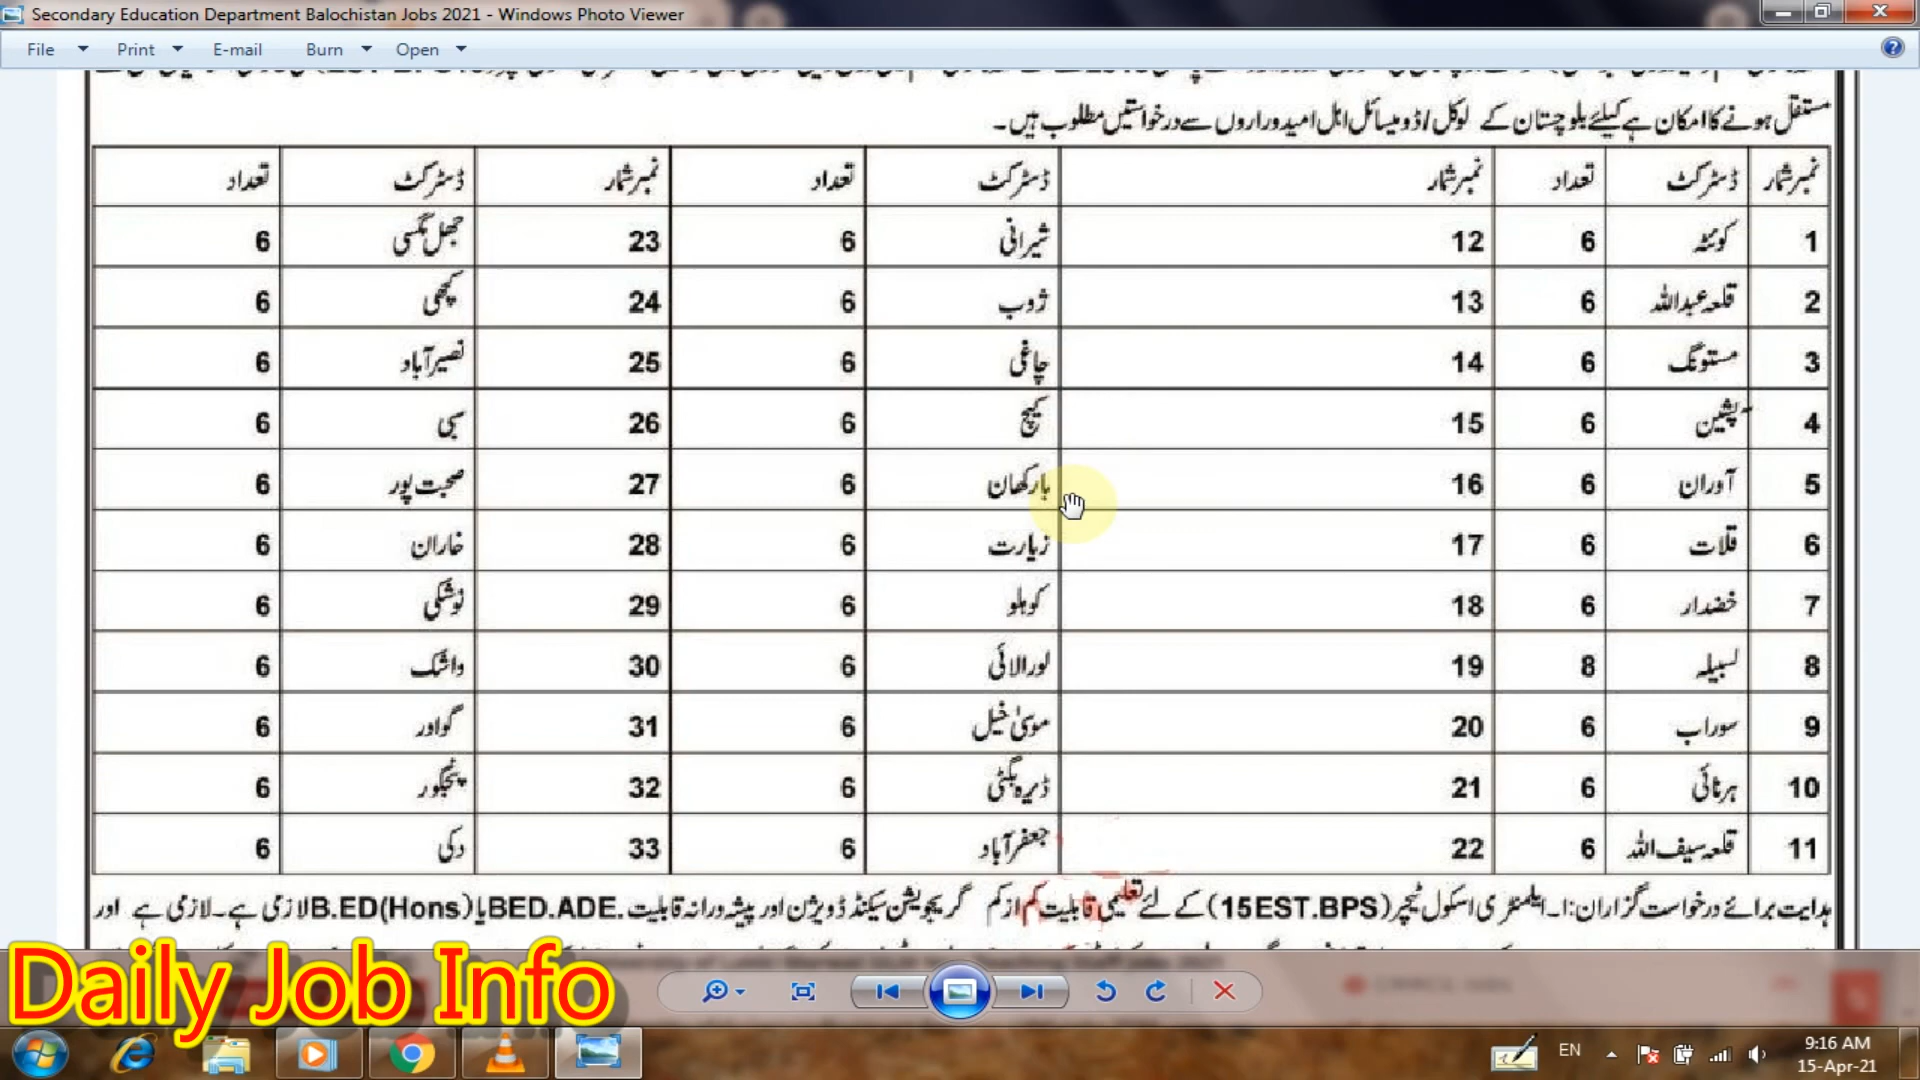 Secondary Education Department Balochistan Jobs 2021 - Windows Photo Viewer
File Print E-mail Burn Open
مستقل ہونے کا امکان ہے کیلئے بلوچستان کے لوکل/ڈومیسائل اہل امیدوراروں سے درخواستیں مطلوب ہیں۔
نمبر شمار ڈسٹرکٹ تعداد نمبر شمار ڈسٹرکٹ تعداد نمبر شمار ڈسٹرکٹ تعداد
1 کوئٹہ 6 12 شیرانی 6 23 جھل مگسی 6
2 قلعہ عبداللہ 6 13 ژوب 6 24 کچھی 6
3 مستونگ 6 14 چاغی 6 25 نصیرآباد 6
4 پشین 6 15 کیچ 6 26 سبی 6
5 آوران 6 16 بارکھان 6 27 صحبت پور 6
6 قلات 6 17 زیارت 6 28 خاران 6
7 خضدار 6 18 کوہلو 6 29 نوشکی 6
8 لسبیلہ 8 19 لورالائی 6 30 واشک 6
9 سوراب 6 20 موسیٰ خیل 6 31 گوادر 6
10 ہرنائی 6 21 ڈیرہ بگٹی 6 32 پنجگور 6
11 قلعہ سیف اللہ 6 22 جعفرآباد 6 33 دکی 6
ہدایت برائے درخواست گزاران:ا۔ایلمنٹری اسکول ٹیچر (15EST.BPS) کے لئے تعلیمی قابلیت کم از کم گریجویشن سیکنڈ ڈویژن اور پیشہ ورانہ قابلیت .BED.ADE یا B.ED(Hons) لازمی ہے۔لازمی ہے اور
Daily Job Info
EN
9:16 AM
15-Apr-21